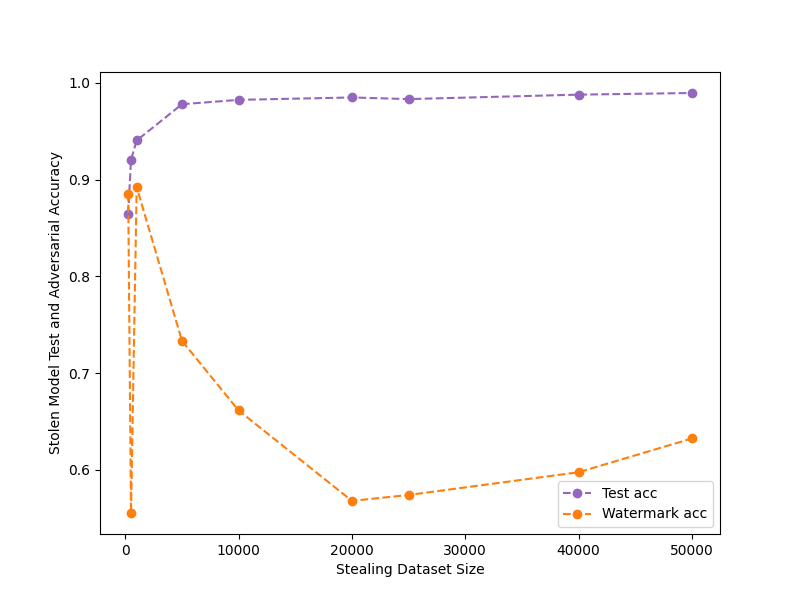 1.0
0.9
0.8
0.7
0.6
Stolen Model Test and Adversarial Accuracy
Test acc
Watermark acc
0 10000 20000 30000 40000 50000
Stealing Dataset Size